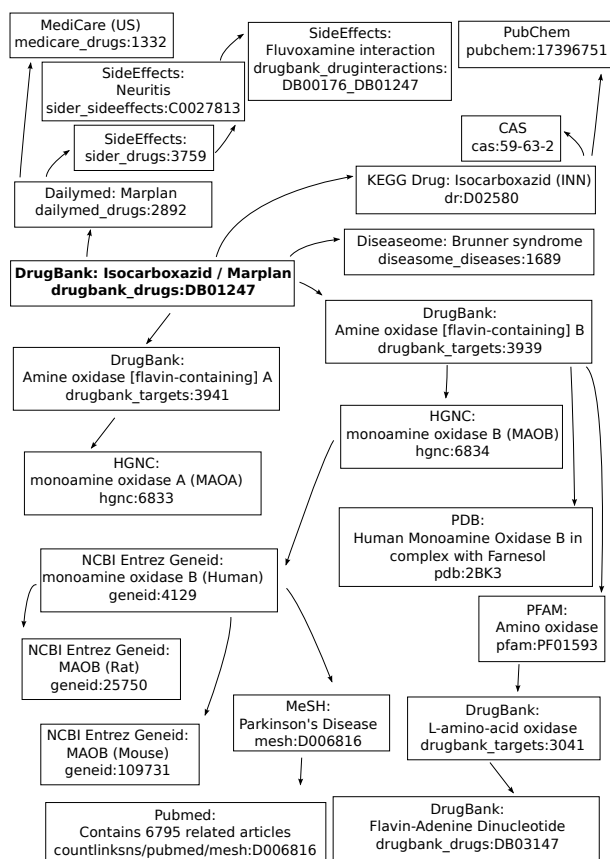 MediCare (US)
medicare_drugs:1332
SideEffects:
Fluvoxamine interaction
drugbank_druginteractions:
DB00176_DB01247
PubChem
pubchem:17396751
SideEffects:
Neuritis
sider_sideeffects:C0027813
SideEffects:
sider_drugs:3759
CAS
cas:59-63-2
Dailymed: Marplan
dailymed_drugs:2892
KEGG Drug: Isocarboxazid (INN)
dr:D02580
Diseaseome: Brunner syndrome
diseasome_diseases:1689
DrugBank: Isocarboxazid / Marplan
drugbank_drugs:DB01247
DrugBank:
Amine oxidase [flavin-containing] B
drugbank_targets:3939
DrugBank:
Amine oxidase [flavin-containing] A
drugbank_targets:3941
HGNC:
monoamine oxidase B (MAOB)
hgnc:6834
HGNC:
monoamine oxidase A (MAOA)
hgnc:6833
PDB:
Human Monoamine Oxidase B in
complex with Farnesol
pdb:2BK3
NCBI Entrez Geneid:
monoamine oxidase B (Human)
geneid:4129
PFAM:
Amino oxidase
pfam:PF01593
NCBI Entrez Geneid:
MAOB (Rat)
geneid:25750
MeSH:
Parkinson's Disease
mesh:D006816
DrugBank:
L-amino-acid oxidase
drugbank_targets:3041
NCBI Entrez Geneid:
MAOB (Mouse)
geneid:109731
Pubmed:
Contains 6795 related articles
countlinksns/pubmed/mesh:D006816
DrugBank:
Flavin-Adenine Dinucleotide
drugbank_drugs:DB03147